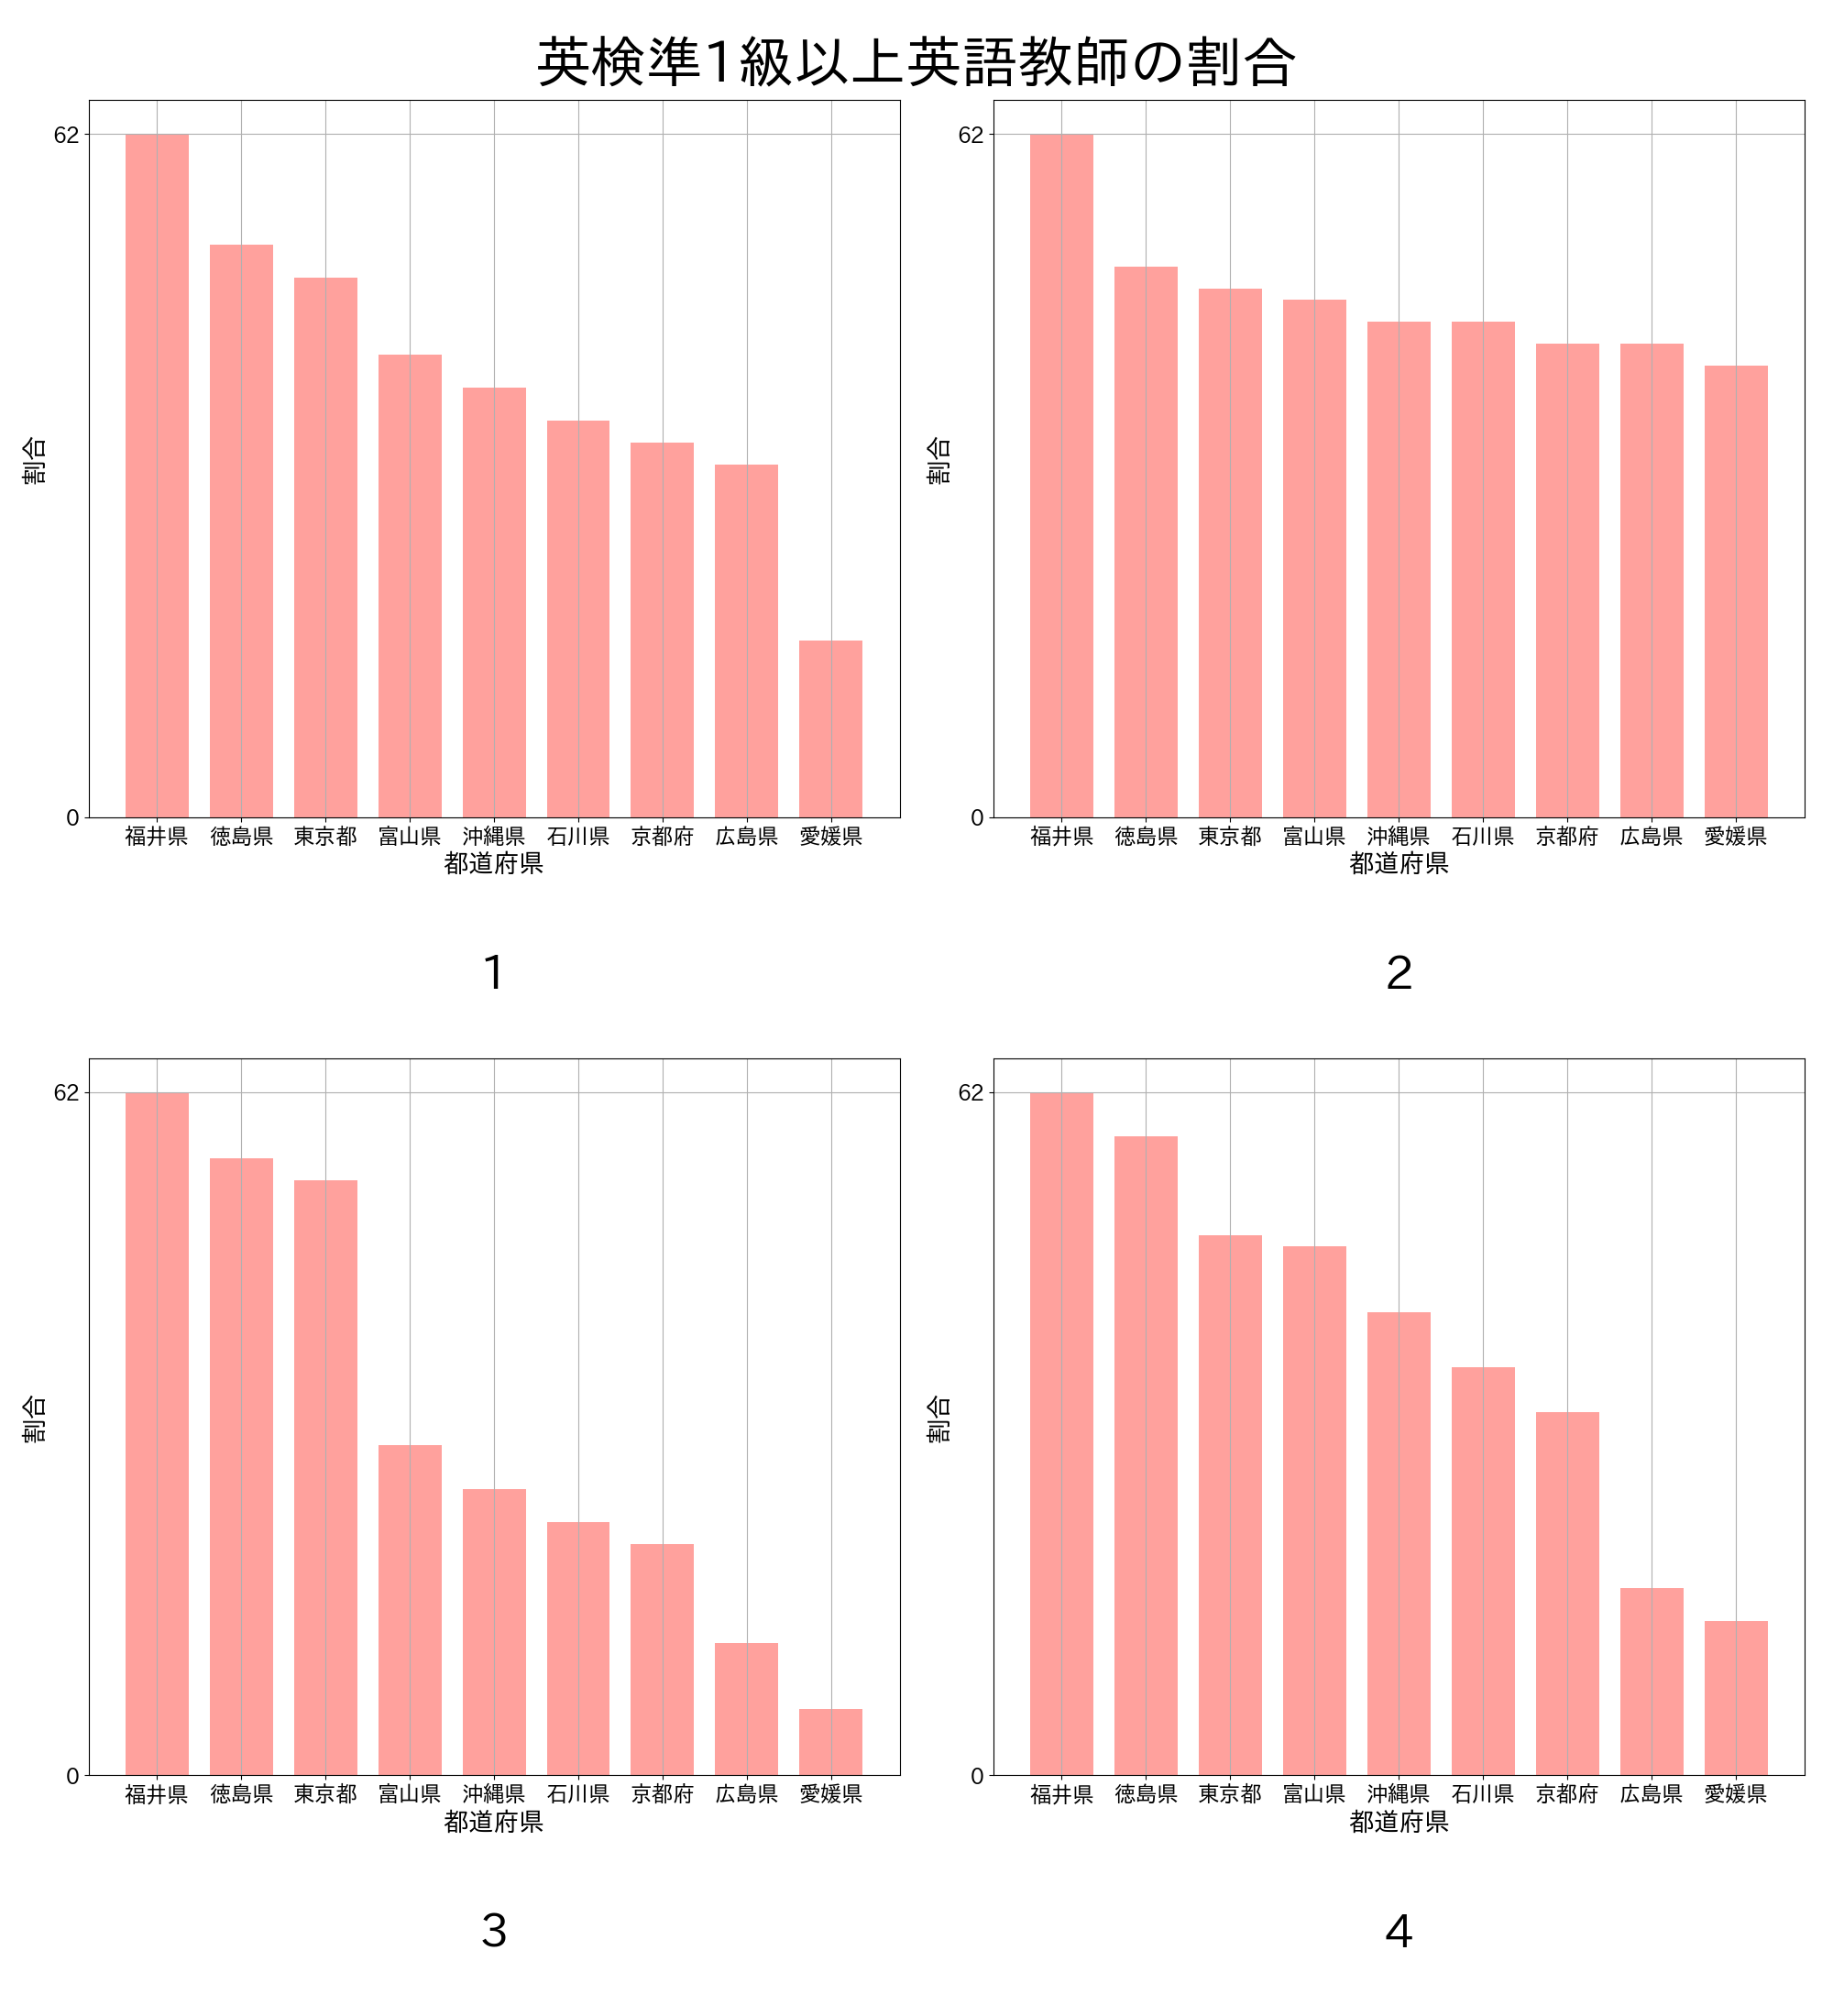 英検準1級以上英語教師の割合
62
割合
0
福井県 徳島県 東京都 富山県 沖縄県 石川県 京都府 広島県 愛媛県
都道府県
1
62
割合
0
福井県 徳島県 東京都 富山県 沖縄県 石川県 京都府 広島県 愛媛県
都道府県
2
62
割合
0
福井県 徳島県 東京都 富山県 沖縄県 石川県 京都府 広島県 愛媛県
都道府県
3
62
割合
0
福井県 徳島県 東京都 富山県 沖縄県 石川県 京都府 広島県 愛媛県
都道府県
4